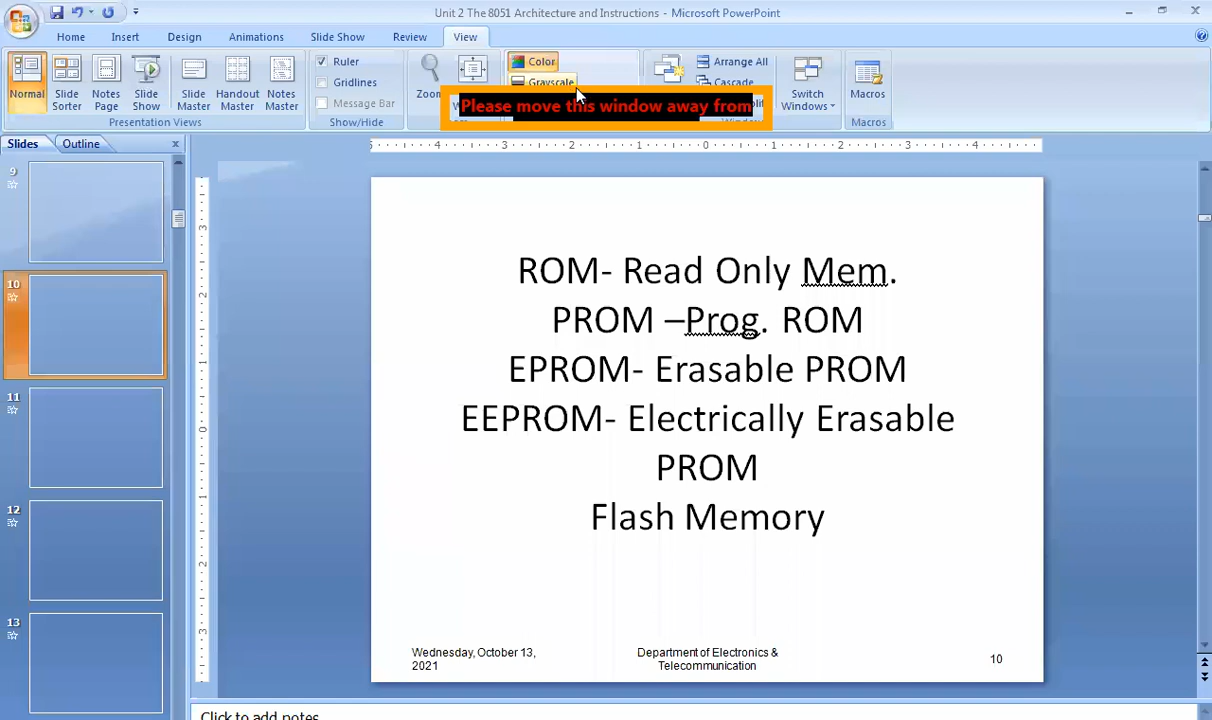 Unit 2 The 8051 Architecture and Instructions - Microsoft PowerPoint
Home Insert Design Animations Slide Show Review View
Normal
Slide Sorter
Notes Page
Slide Show
Slide Master
Handout Master
Notes Master
Presentation Views
Ruler
Gridlines
Message Bar
Show/Hide
Color
Grayscale
Please move this window away from
Arrange All
Cascade
Switch Windows
Macros
Macros
Slides Outline
9
10
11
12
13
ROM- Read Only Mem.
PROM –Prog. ROM
EPROM- Erasable PROM
EEPROM- Electrically Erasable
PROM
Flash Memory
Wednesday, October 13,
2021
Department of Electronics &
Telecommunication
10
Click to add notes